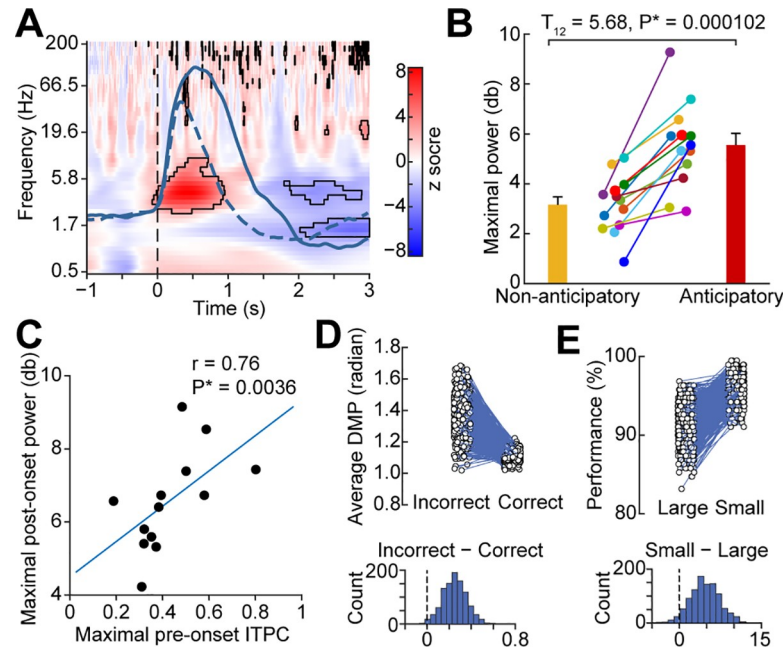 A
Frequency (Hz)
200
66.5
19.6
5.8
1.7
0.5
−1 0 1 2 3
Time (s)
8
4
0
−4
−8
z socre
B
T12 = 5.68, P* = 0.000102
Maximal power (db)
10
8
6
4
2
0
Non-anticipatory Anticipatory
C
r = 0.76
P* = 0.0036
Maximal post-onset power (db)
10
8
6
4
0 0.2 0.4 0.6 0.8 1
Maximal pre-onset ITPC
D
Average DMP (radian)
1.8
1.6
1.4
1.2
1.0
0.8
Incorrect Correct
Incorrect − Correct
Count
200
0
0 0.8
E
Performance (%)
100
90
80
Large Small
Small − Large
Count
200
0
0 15